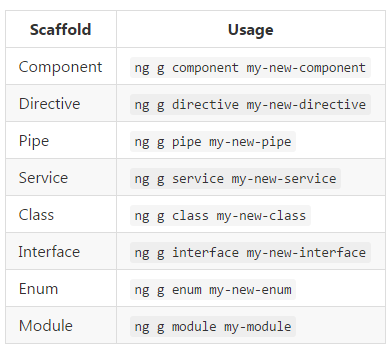 Scaffold Usage
Component ng g component my-new-component
Directive ng g directive my-new-directive
Pipe ng g pipe my-new-pipe
Service ng g service my-new-service
Class ng g class my-new-class
Interface ng g interface my-new-interface
Enum ng g enum my-new-enum
Module ng g module my-module